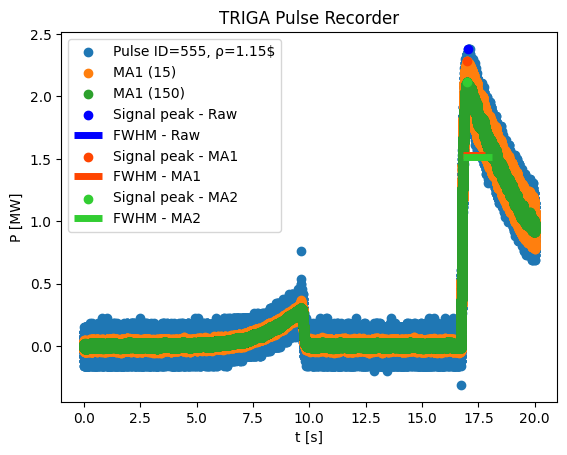 TRIGA Pulse Recorder
2.5
2.0
1.5
1.0
0.5
0.0
P [MW]
Pulse ID=555, ρ=1.15$
MA1 (15)
MA1 (150)
Signal peak - Raw
FWHM - Raw
Signal peak - MA1
FWHM - MA1
Signal peak - MA2
FWHM - MA2
0.0 2.5 5.0 7.5 10.0 12.5 15.0 17.5 20.0
t [s]